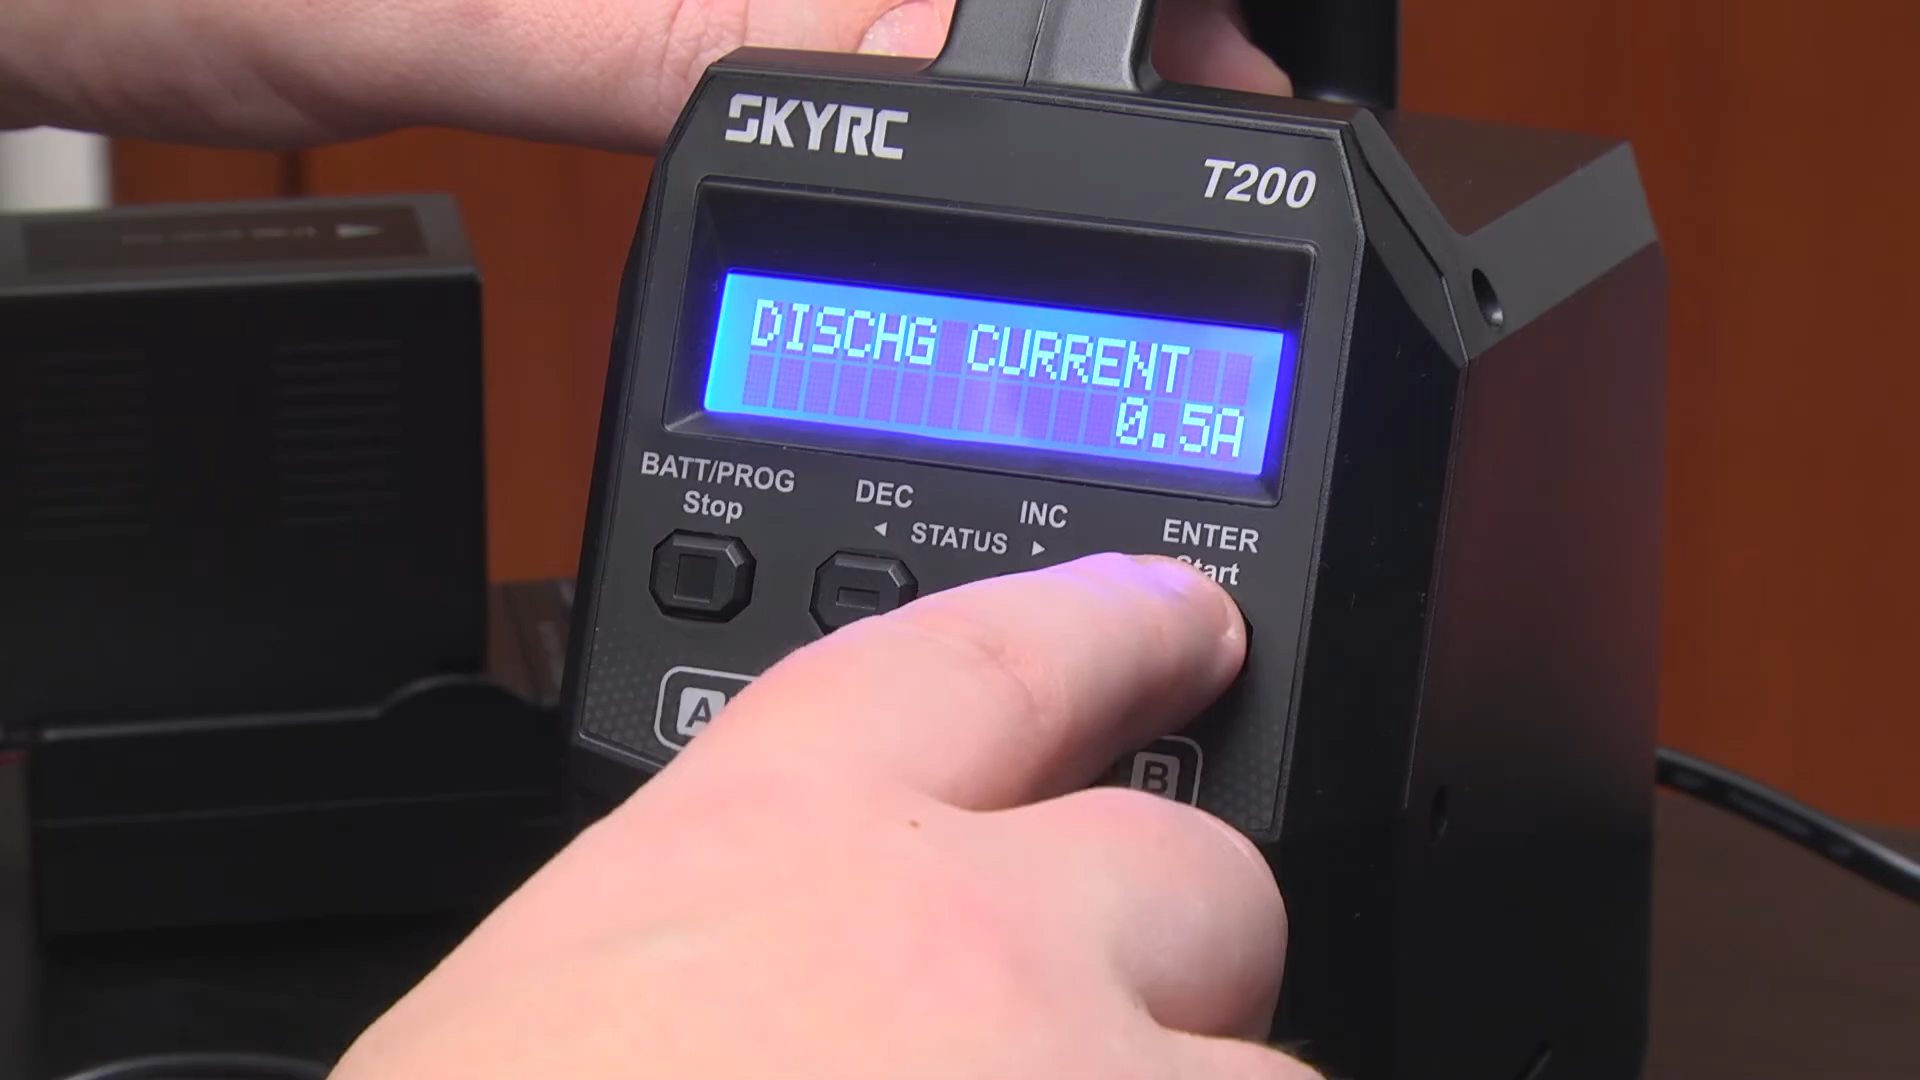 SKYRC
T200
DISCHG CURRENT
0.5A
BATT/PROG
Stop
DEC
◄ STATUS ►
INC
ENTER
Start
A
B